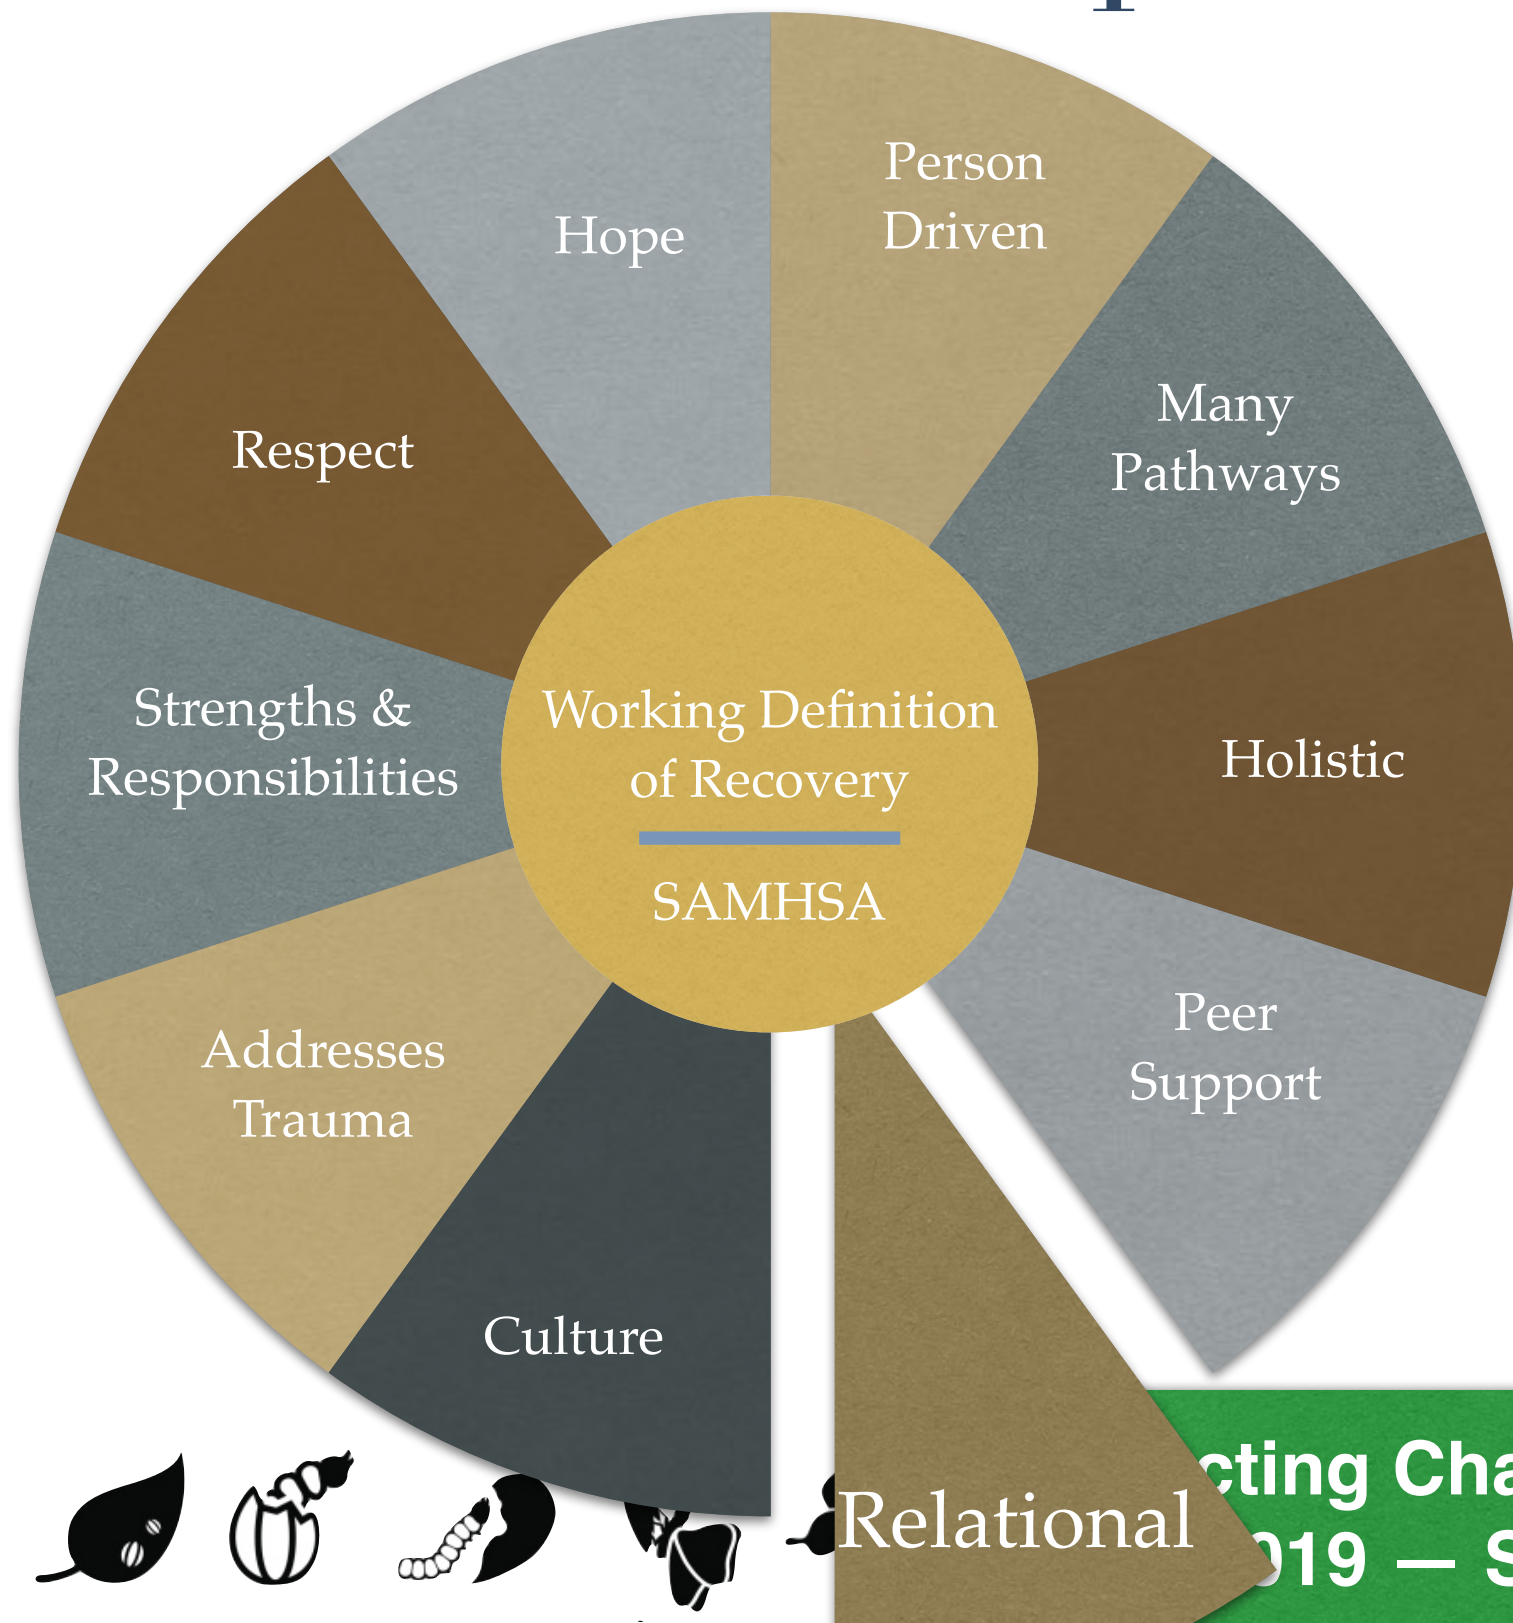 Person
Driven
Hope
Many
Pathways
Respect
Strengths &
Responsibilities
Working Definition
of Recovery
SAMHSA
Holistic
Peer
Support
Addresses
Trauma
Culture
Relational